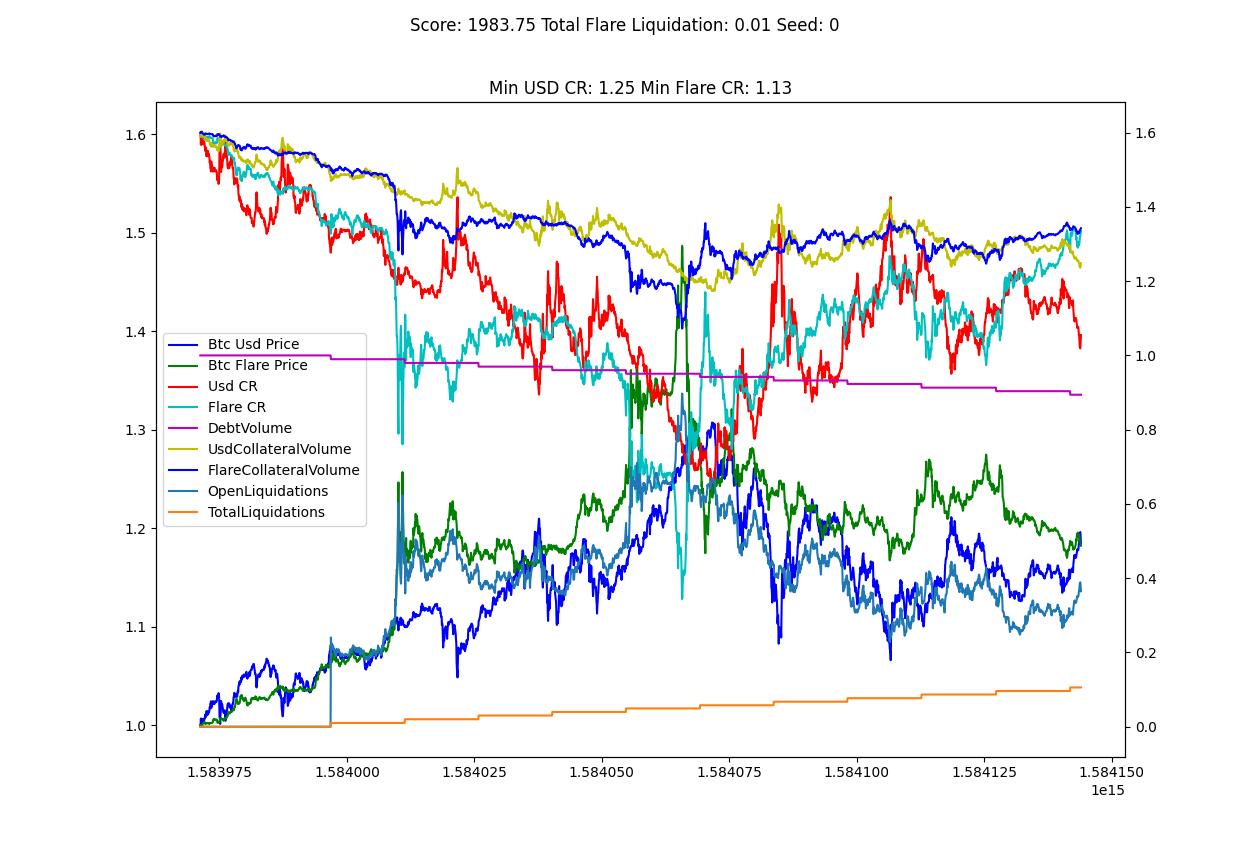 Score: 1983.75 Total Flare Liquidation: 0.01 Seed: 0
Min USD CR: 1.25 Min Flare CR: 1.13
1.6
1.5
1.4
1.3
1.2
1.1
1.0
1.6
1.4
1.2
1.0
0.8
0.6
0.4
0.2
0.0
Btc Usd Price
Btc Flare Price
Usd CR
Flare CR
DebtVolume
UsdCollateralVolume
FlareCollateralVolume
OpenLiquidations
TotalLiquidations
1.583975 1.584000 1.584025 1.584050 1.584075 1.584100 1.584125 1.584150
1e15